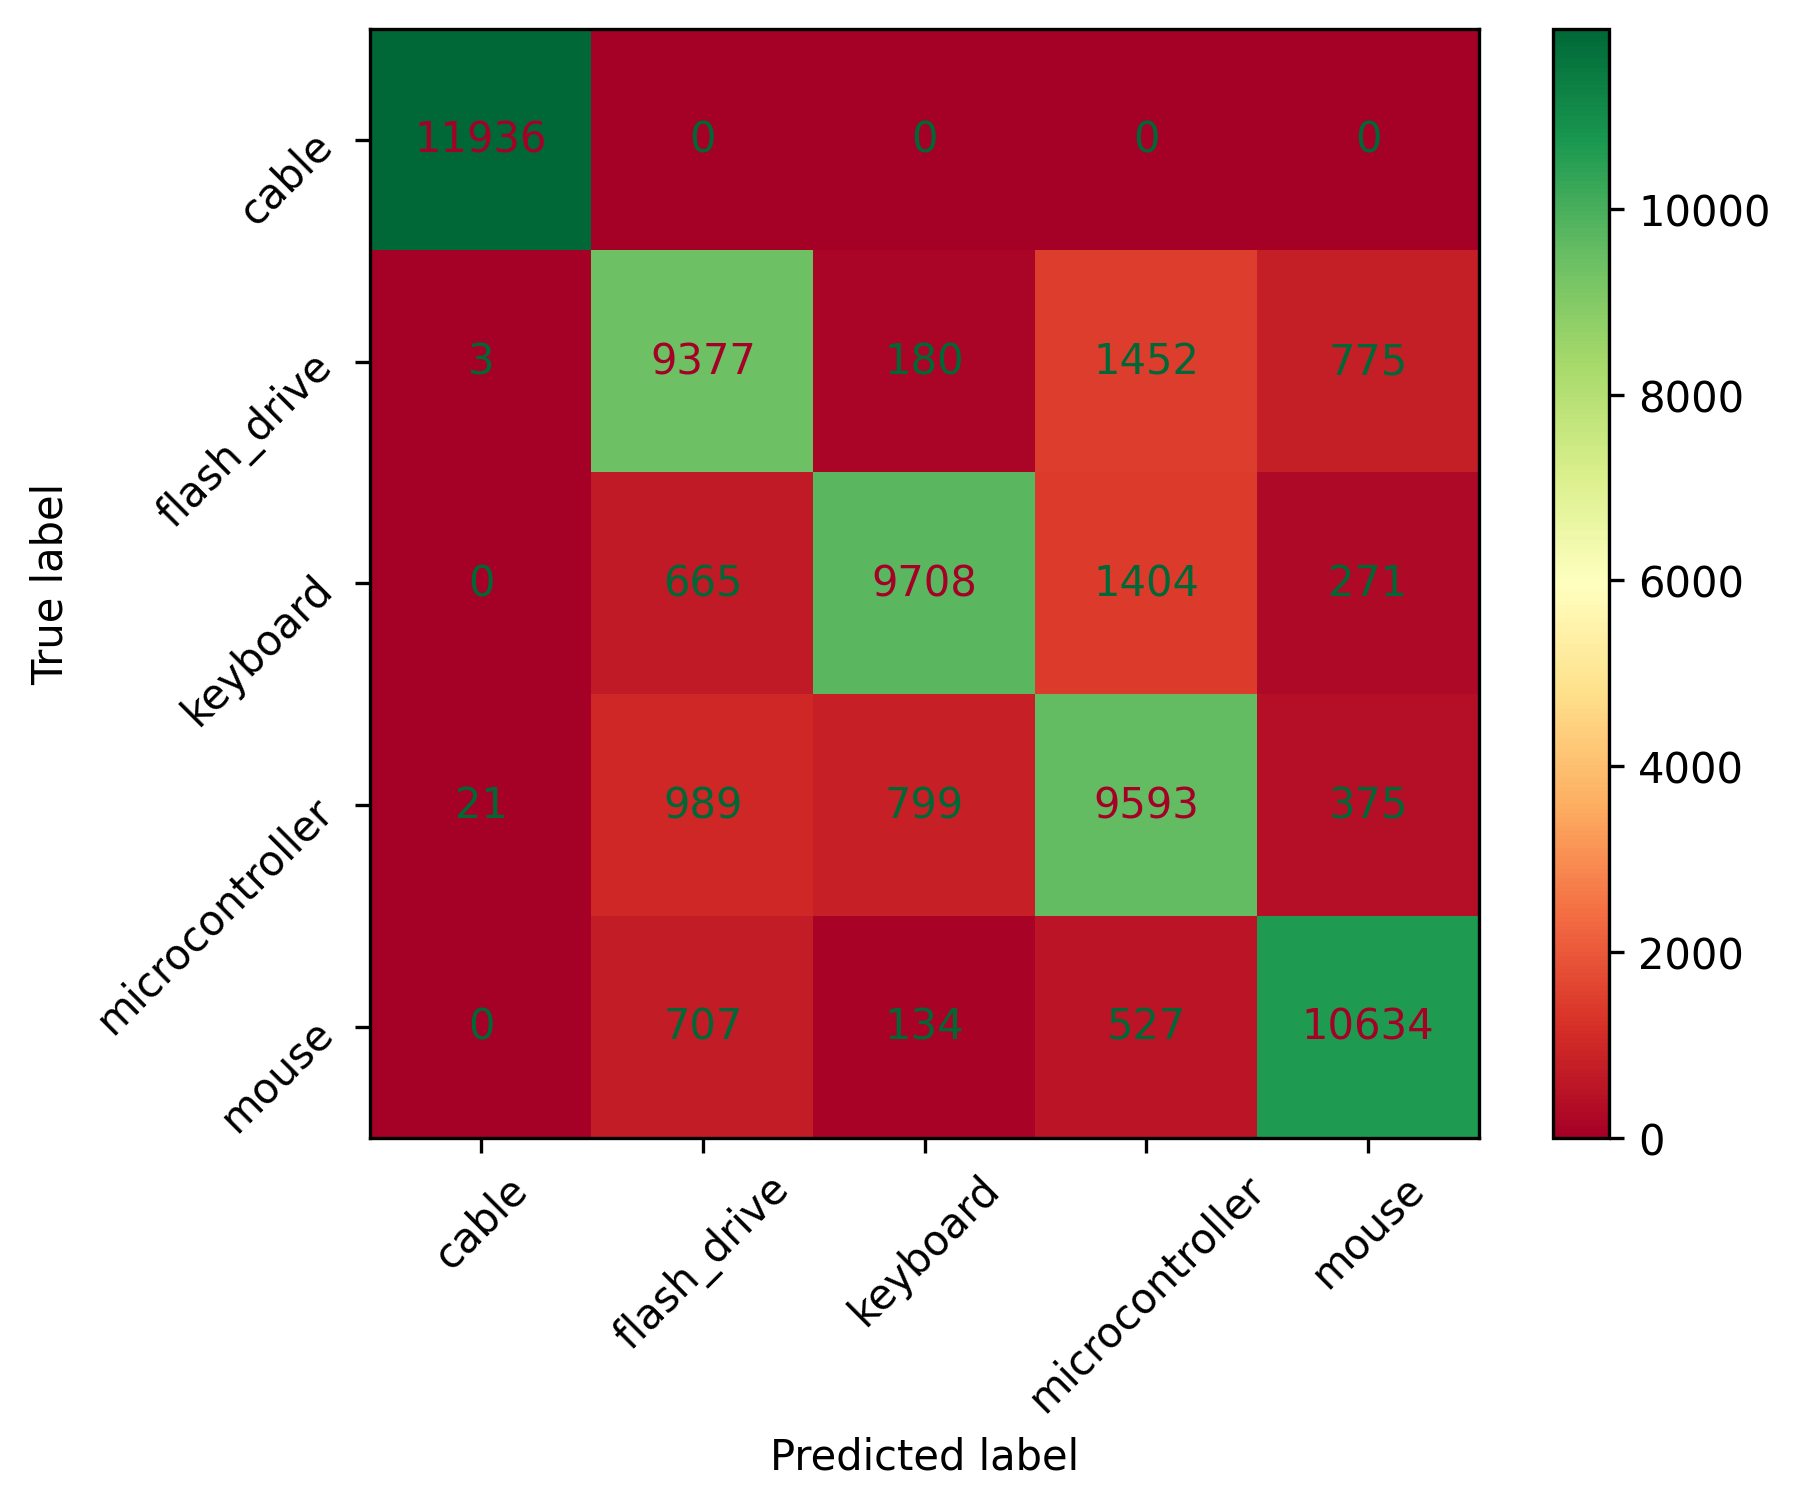 cable 11936 0 0 0 0
flash_drive 3 9377 180 1452 775
keyboard 0 665 9708 1404 271
microcontroller 21 989 799 9593 375
mouse 0 707 134 527 10634
cable flash_drive keyboard microcontroller mouse
True label
Predicted label
10000
8000
6000
4000
2000
0